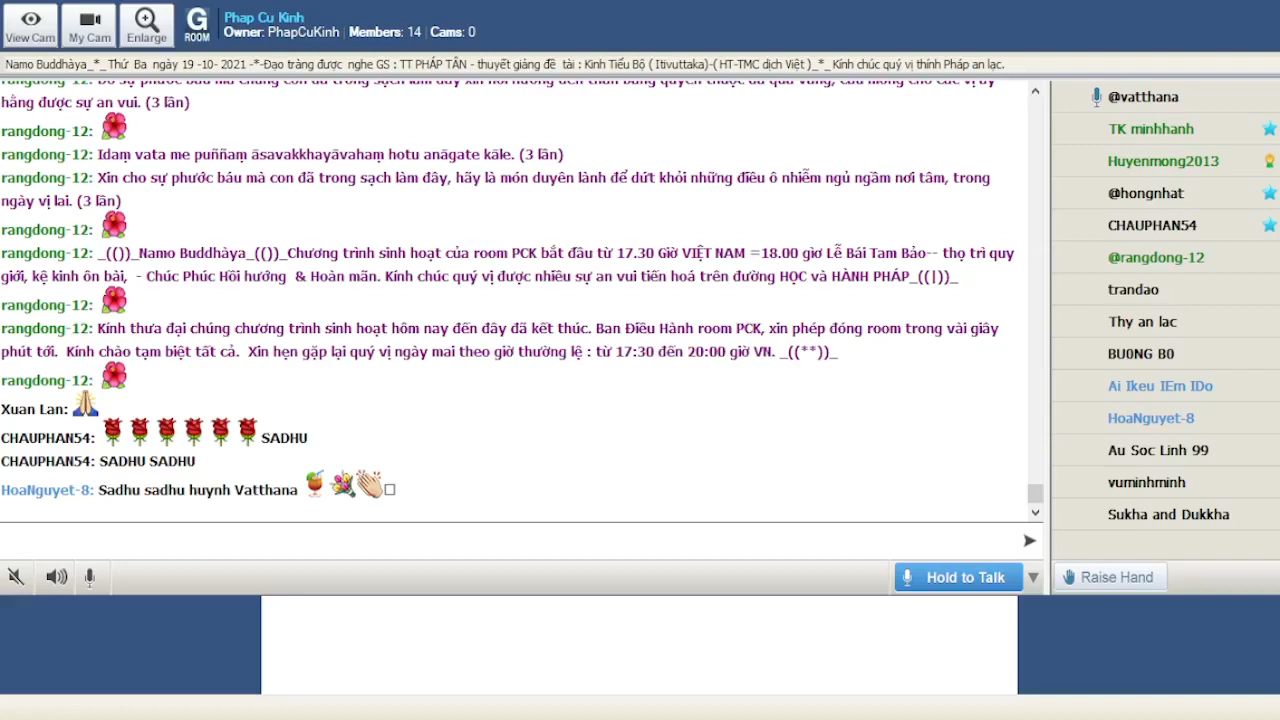 View Cam
My Cam
Enlarge
G
ROOM
Phap Cu Kinh
Owner: PhapCuKinh | Members: 14 | Cams: 0
Namo Buddhàya_*_Thứ Ba ngày 19 -10- 2021 -*-Đạo tràng được nghe GS : TT PHÁP TÂN - thuyết giảng đề tài : Kinh Tiểu Bộ ( Itivuttaka)-( HT-TMC dịch Việt )_*_Kính chúc quý vị thính Pháp an lạc.
hằng được sự an vui. (3 lần)
rangdong-12:
rangdong-12: Idaṃ vata me puññaṃ āsavakkhayāvahaṃ hotu anāgate kāle. (3 lần)
rangdong-12: Xin cho sự phước báu mà con đã trong sạch làm đây, hãy là món duyên lành để dứt khỏi những điều ô nhiễm ngủ ngầm nơi tâm, trong
ngày vị lai. (3 lần)
rangdong-12:
rangdong-12: _(())_Namo Buddhàya_(())_Chương trình sinh hoạt của room PCK bắt đầu từ 17.30 Giờ VIỆT NAM =18.00 giơ Lễ Bái Tam Bảo-- thọ trì quy
giới, kệ kinh ôn bài, - Chúc Phúc Hồi hướng & Hoàn mãn. Kính chúc quý vị được nhiều sự an vui tiến hoá trên đường HỌC và HÀNH PHÁP_((|))_
rangdong-12:
rangdong-12: Kính thưa đại chúng chương trình sinh hoạt hôm nay đến đây đã kết thúc. Ban Điều Hành room PCK, xin phép đóng room trong vài giây
phút tới. Kính chào tạm biệt tất cả. Xin hẹn gặp lại quý vị ngày mai theo giờ thường lệ : từ 17:30 đến 20:00 giờ VN. _((**))_
rangdong-12:
Xuan Lan:
CHAUPHAN54: SADHU
CHAUPHAN54: SADHU SADHU
HoaNguyet-8: Sadhu sadhu huynh Vatthana
Hold to Talk
@vatthana
TK minhhanh
Huyenmong2013
@hongnhat
CHAUPHAN54
@rangdong-12
trandao
Thy an lac
BU0NG B0
Ai Ikeu IEm IDo
HoaNguyet-8
Au Soc Linh 99
vuminhminh
Sukha and Dukkha
Raise Hand